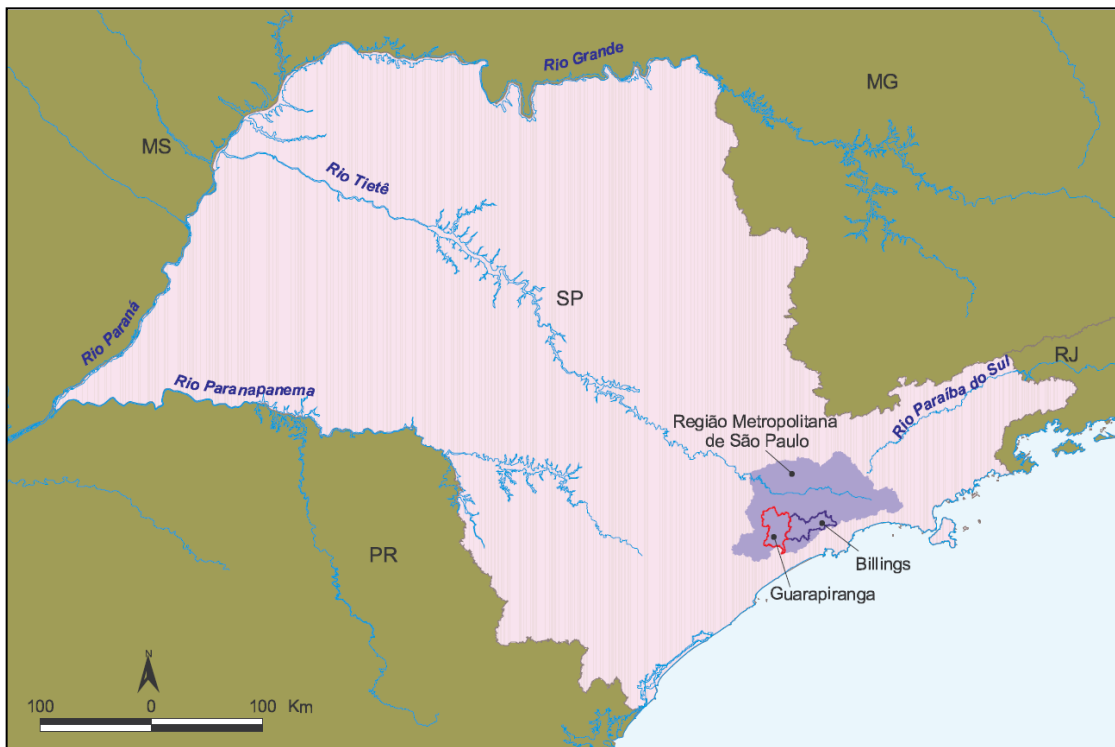 Rio Grande
MG
MS
Rio Tietê
SP
Rio Paraná
RJ
Rio Paranapanema
Rio Paraíba do Sul
Região Metropolitana
de São Paulo
PR
Billings
Guarapiranga
N
100 0 100 Km